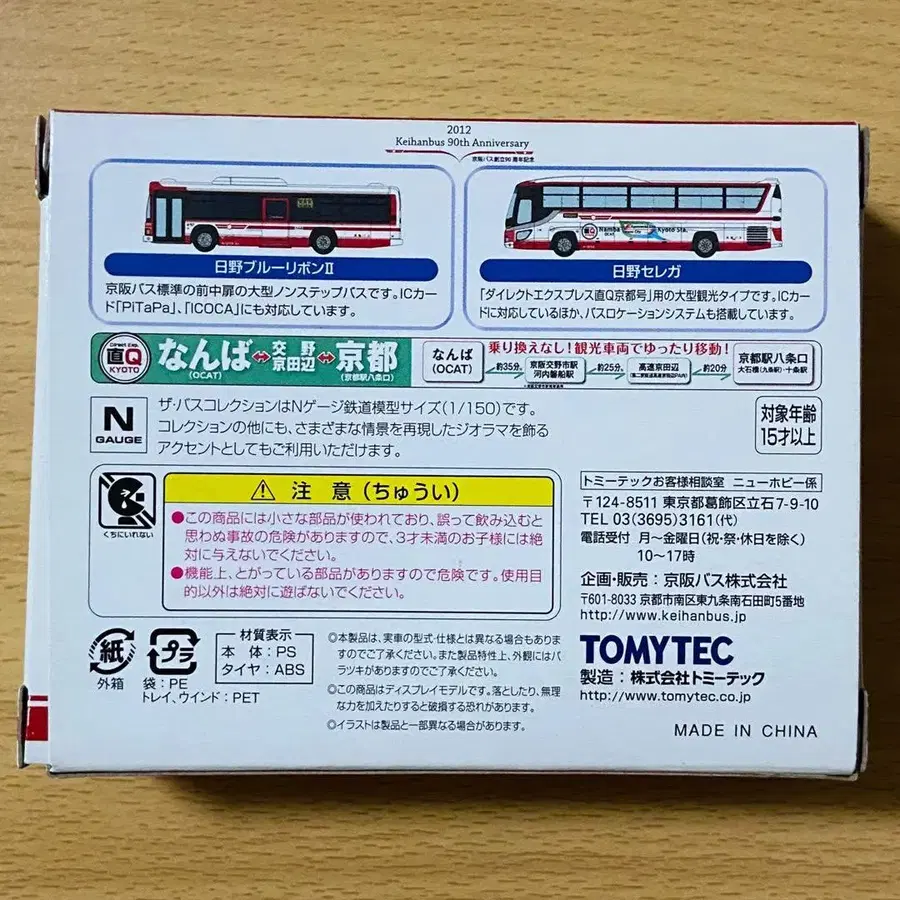 2012
Keihanbus 90th Anniversary
京阪バス創立90周年記念
Namba
OCAT
直Q
Kyoto Sta.
日野ブルーリボンⅡ
日野セレガ
京阪バス標準の前中扉の大型ノンステップバスです。ICカ
ード「PiTaPa」、「ICOCA」にも対応しています。
「ダイレクトエクスプレス直Q京都号」用の大型観光タイプです。ICカー
ドに対応しているほか、バスロケーションシステムも搭載しています。
Direct Exp.
直Q
KYOTO
なんば⇔交野京田辺⇔京都
(OCAT)
(京都駅八条口)
乗り換えなし!観光車両でゆったり移動!
なんば
(OCAT)
約35分
京阪交野市駅
河内磐船駅
約25分
高速京田辺
約20分
京都駅八条口
大石橋(九条駅)・十条駅
N
GAUGE
ザ・バスコレクションはNゲージ鉄道模型サイズ(1/150)です。
コレクションの他にも、さまざまな情景を再現したジオラマを飾る
アクセントとしてもご利用いただけます。
対象年齢
15才以上
くちにいれない
⚠ 注 意 (ちゅうい)
●この商品には小さな部品が使われており、誤って飲み込むと
思わぬ事故の危険がありますので、3才未満のお子様には絶
対に与えないでください。
●機能上、とがっている部品がありますので危険です。使用目
的以外は絶対に遊ばないでください。
トミーテックお客様相談室 ニューホビー係
〒124-8511 東京都葛飾区立石7-9-10
TEL 03(3695)3161(代)
電話受付 月〜金曜日(祝・祭・休日を除く)
10〜17時
企画・販売:京阪バス株式会社
〒601-8033 京都市南区東九条南石田町5番地
http://www.keihanbus.jp
TOMYTEC
製造:株式会社トミーテック
http://www.tomytec.co.jp
MADE IN CHINA
紙
外箱
プラ
袋:PE
トレイ、ウインド:PET
材質表示
本 体:PS
タイヤ:ABS
◎本製品は、実車の型式・仕様とは異なる場合もありま
すのでご了承ください。また製品特性上、外観にはバ
ラツキがありますのでご了承ください。
◎この商品はディスプレイモデルです。落としたり、無理
な力を加えたりすると破損する恐れがあります。
◎イラストは製品と一部異なる場合があります。